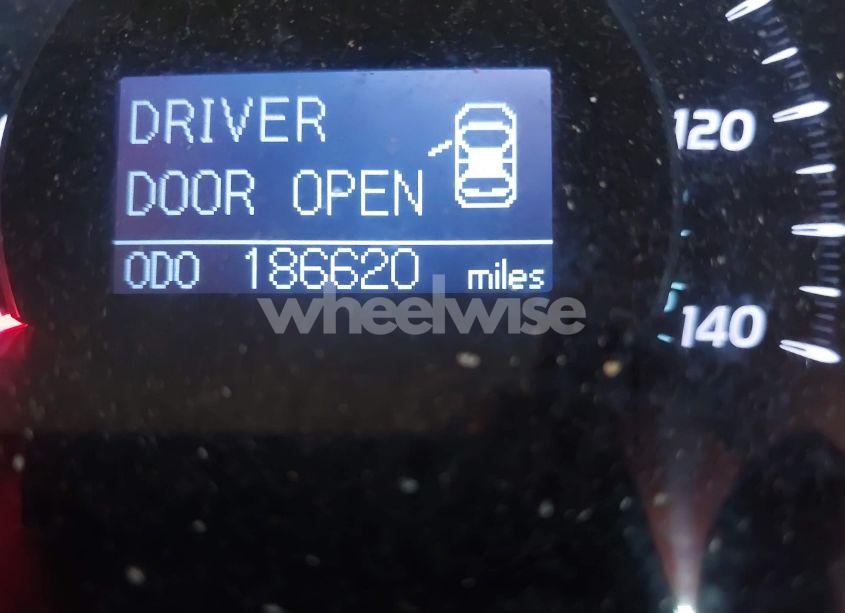 DRIVER
DOOR OPEN
ODO 186620 miles
wheelwise
120
140